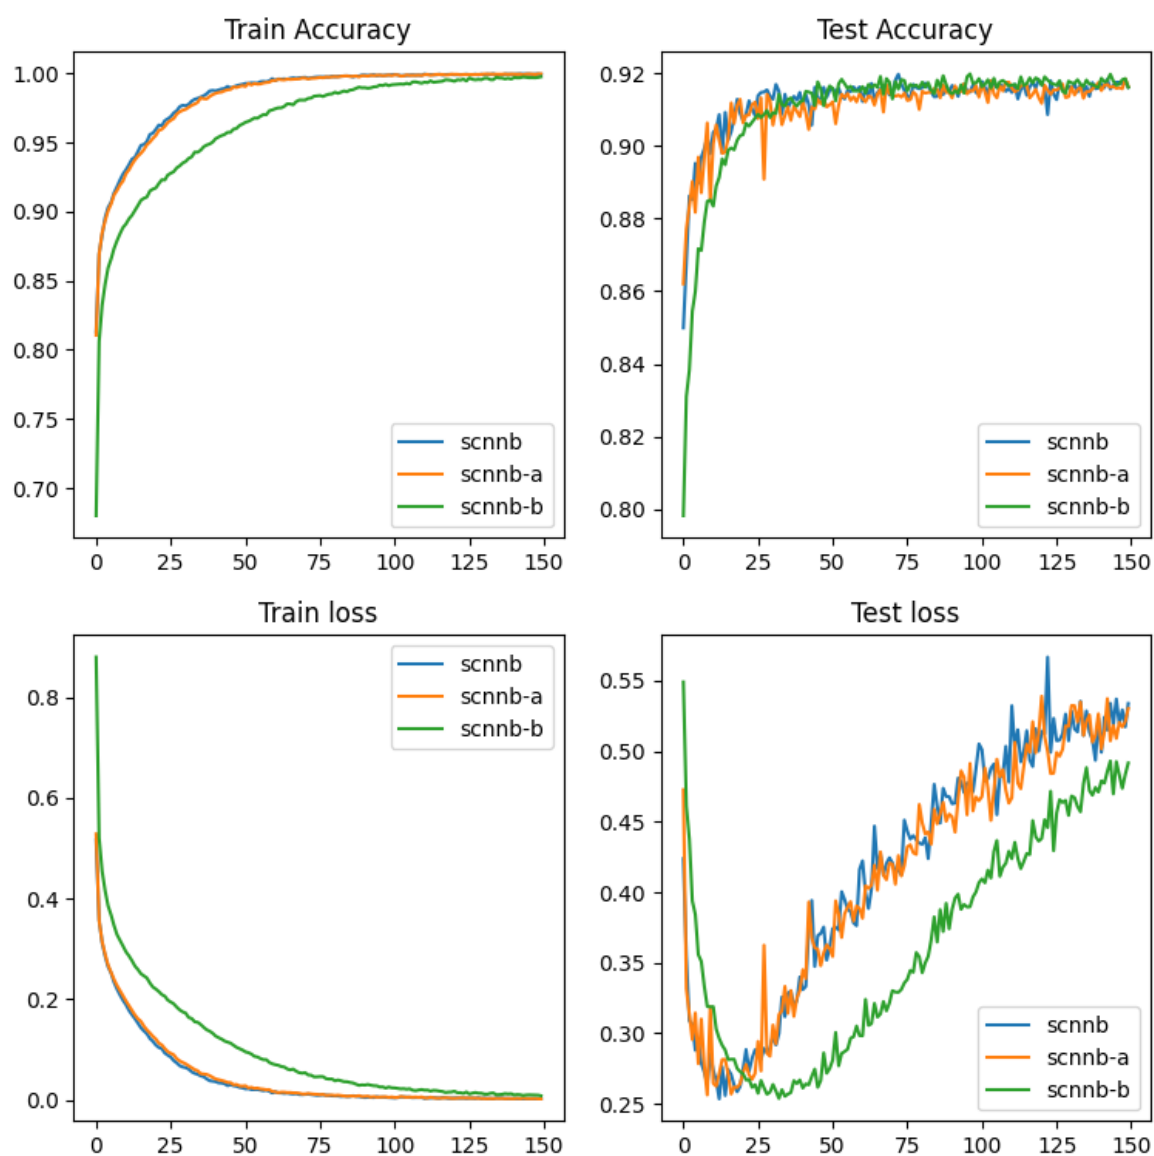 Train Accuracy
1.00
0.95
0.90
0.85
0.80
0.75
0.70
0 25 50 75 100 125 150
scnnb
scnnb-a
scnnb-b
Test Accuracy
0.92
0.90
0.88
0.86
0.84
0.82
0.80
0 25 50 75 100 125 150
scnnb
scnnb-a
scnnb-b
Train loss
0.8
0.6
0.4
0.2
0.0
0 25 50 75 100 125 150
scnnb
scnnb-a
scnnb-b
Test loss
0.55
0.50
0.45
0.40
0.35
0.30
0.25
0 25 50 75 100 125 150
scnnb
scnnb-a
scnnb-b